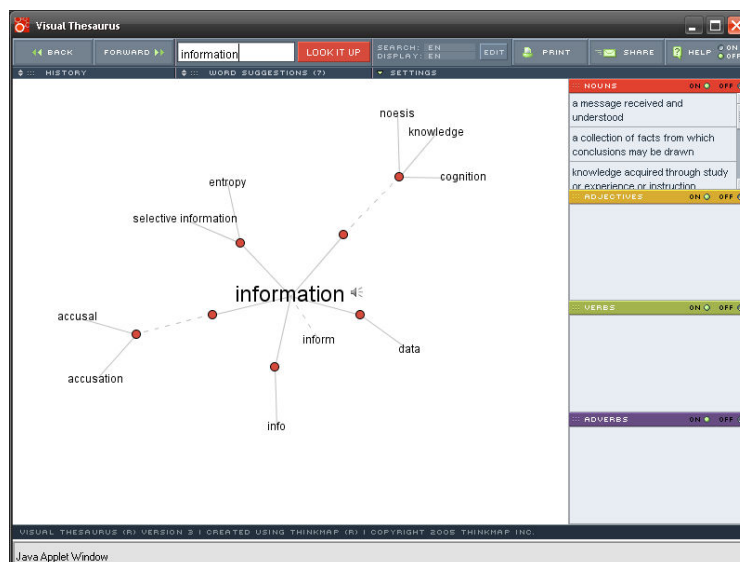 Visual Thesaurus
BACK
FORWARD
information
LOOK IT UP
SEARCH: EN
DISPLAY: EN
EDIT
PRINT
SHARE
HELP
ON
OFF
HISTORY
WORD SUGGESTIONS (7)
SETTINGS
noesis
knowledge
cognition
entropy
selective information
information
accusal
accusation
inform
data
info
NOUNS ON OFF
a message received and
understood
a collection of facts from which
conclusions may be drawn
knowledge acquired through study
or experience or instruction
ADJECTIVES ON OFF
VERBS ON OFF
ADVERBS ON OFF
VISUAL THESAURUS (R) VERSION 3 | CREATED USING THINKMAP (R) | COPYRIGHT 2005 THINKMAP INC.
Java Applet Window